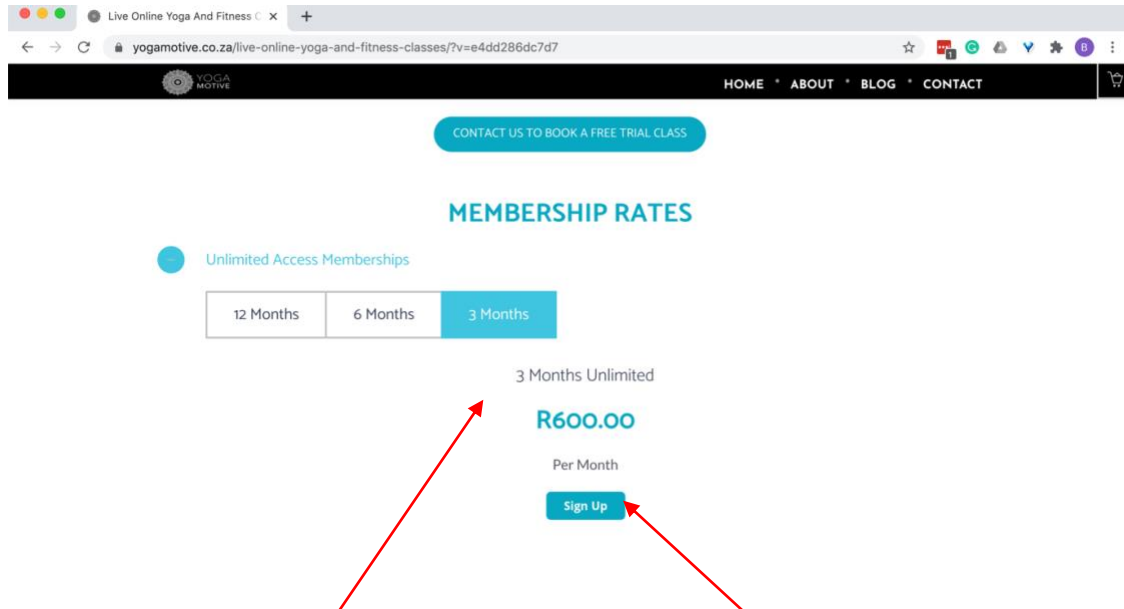 Live Online Yoga And Fitness C
yogamotive.co.za/live-online-yoga-and-fitness-classes/?v=e4dd286dc7d7
1
B
YOGA
MOTIVE
HOME * ABOUT * BLOG * CONTACT
CONTACT US TO BOOK A FREE TRIAL CLASS
MEMBERSHIP RATES
Unlimited Access Memberships
12 Months 6 Months 3 Months
3 Months Unlimited
R600.00
Per Month
Sign Up